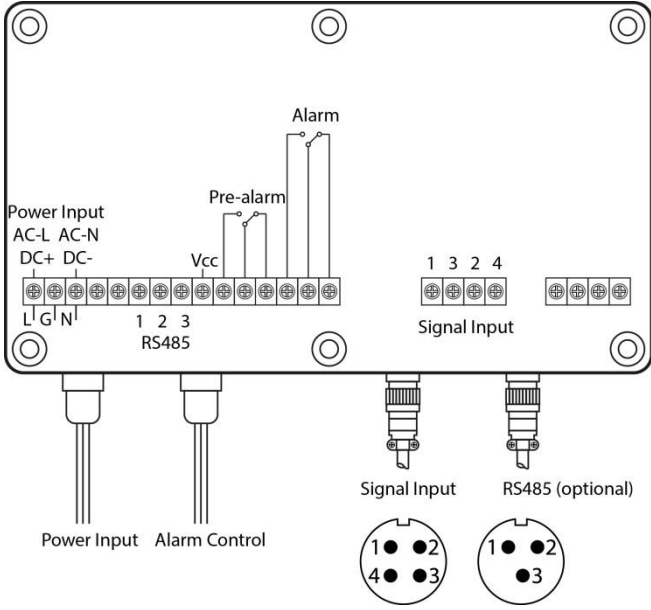 Alarm
Pre-alarm
Power Input
AC-L AC-N
DC+ DC-
Vcc
1 3 2 4
L G N
1 2 3
RS485
Signal Input
Power Input
Alarm Control
Signal Input
RS485 (optional)
1 2
4 3
1 2
3